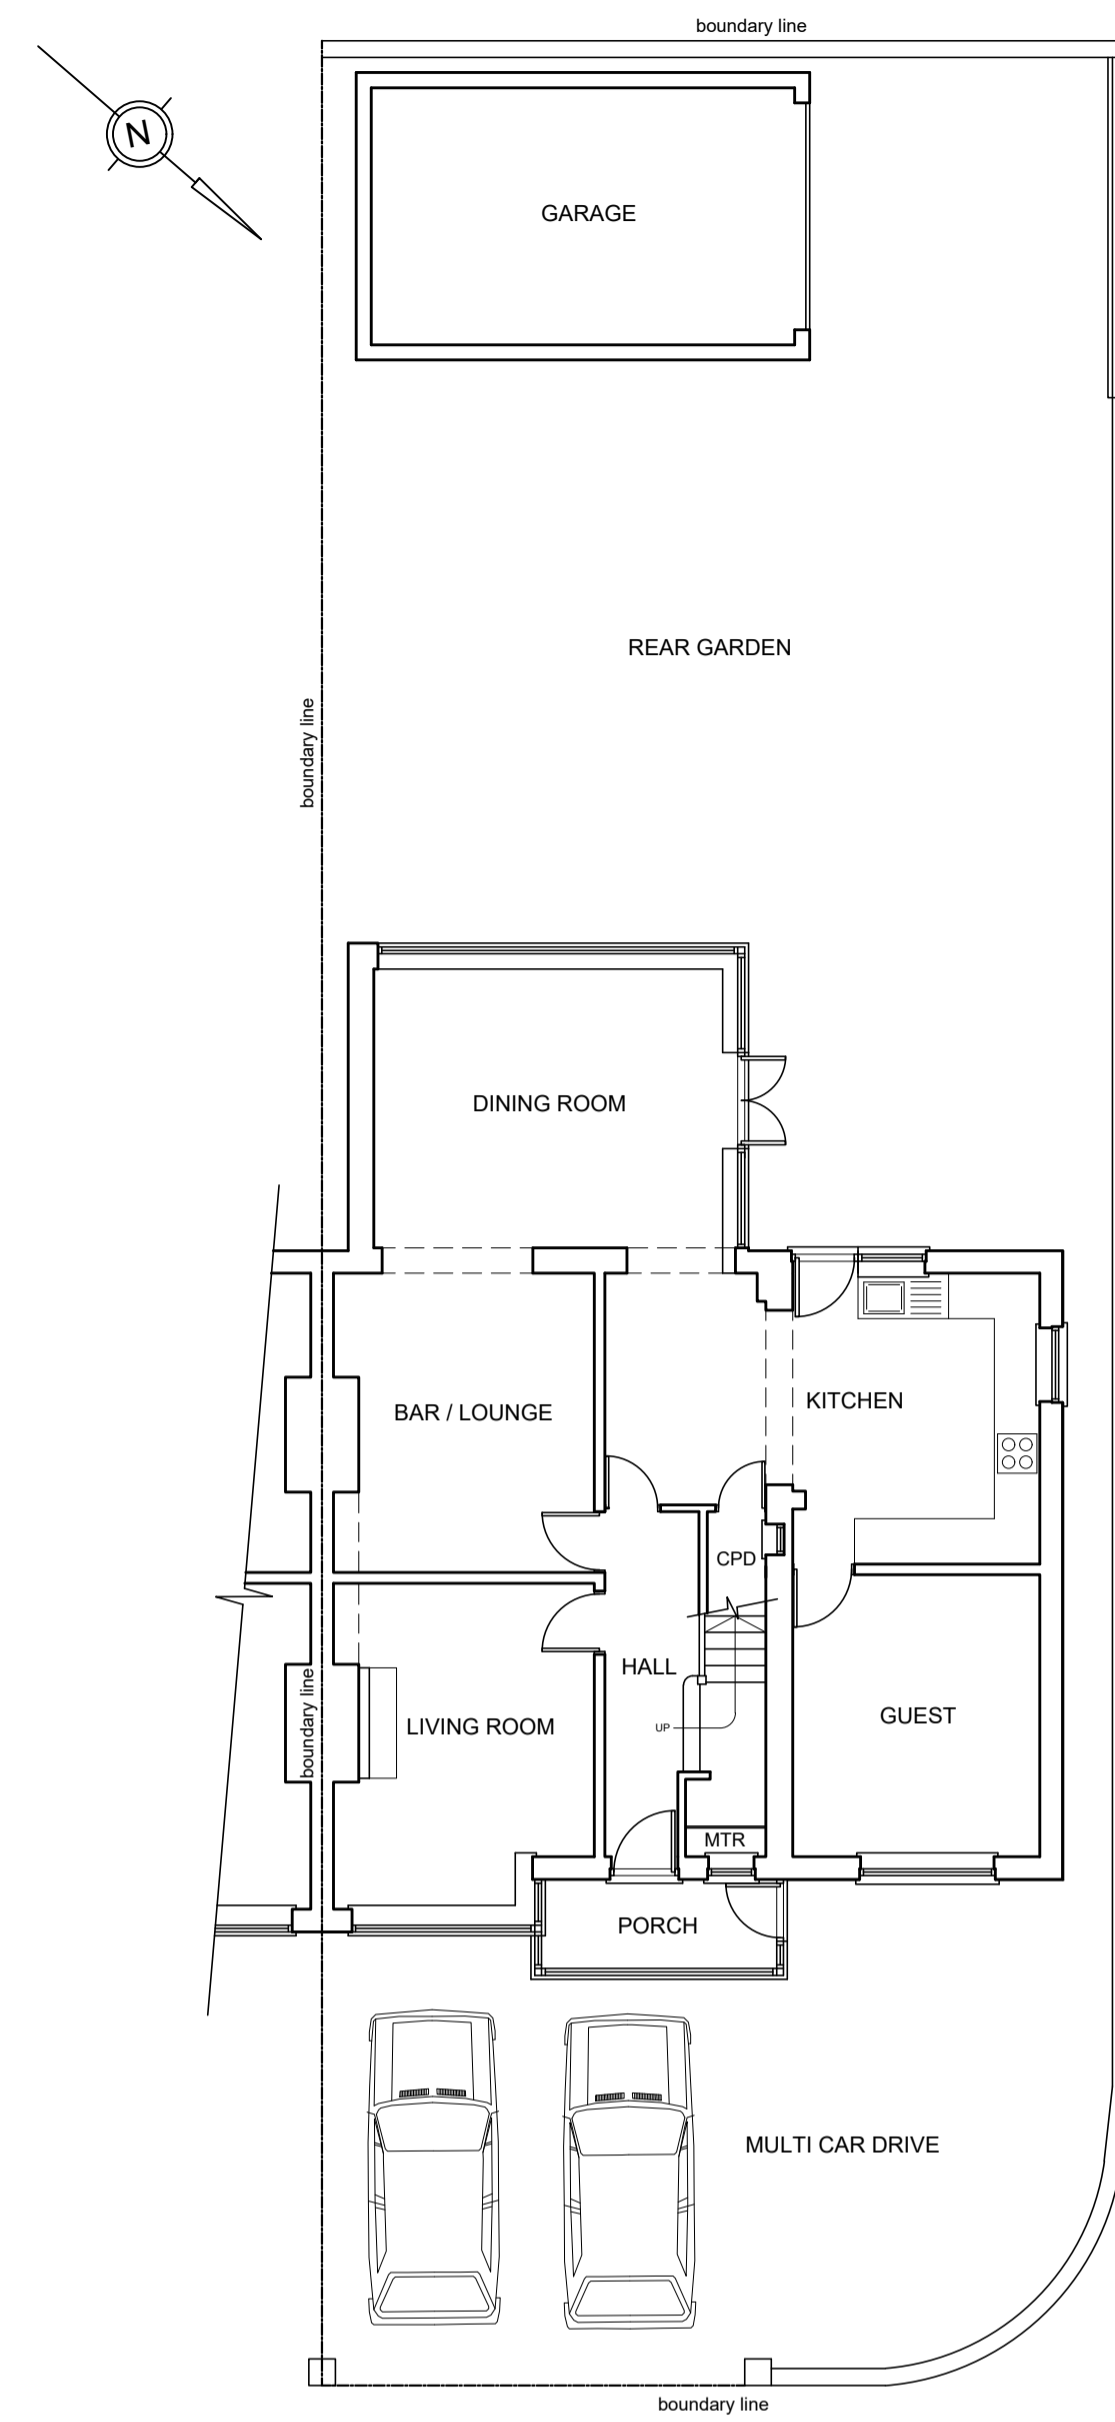 boundary line
N
GARAGE
REAR GARDEN
boundary line
DINING ROOM
KITCHEN
BAR / LOUNGE
CPD
HALL
GUEST
boundary line
LIVING ROOM
UP
MTR
PORCH
MULTI CAR DRIVE
boundary line